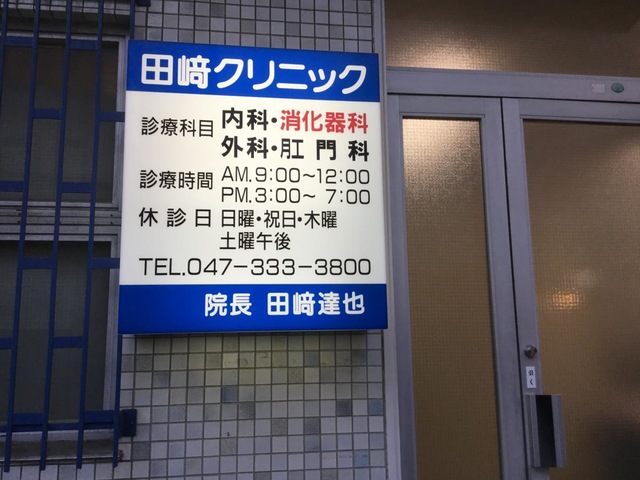 田﨑クリニック
診療科目 内科・消化器科
外科・肛門科
診療時間 AM.9:00～12:00
PM.3:00～ 7:00
休診日 日曜・祝日・木曜
土曜午後
TEL.047-333-3800
院長 田﨑達也
引く